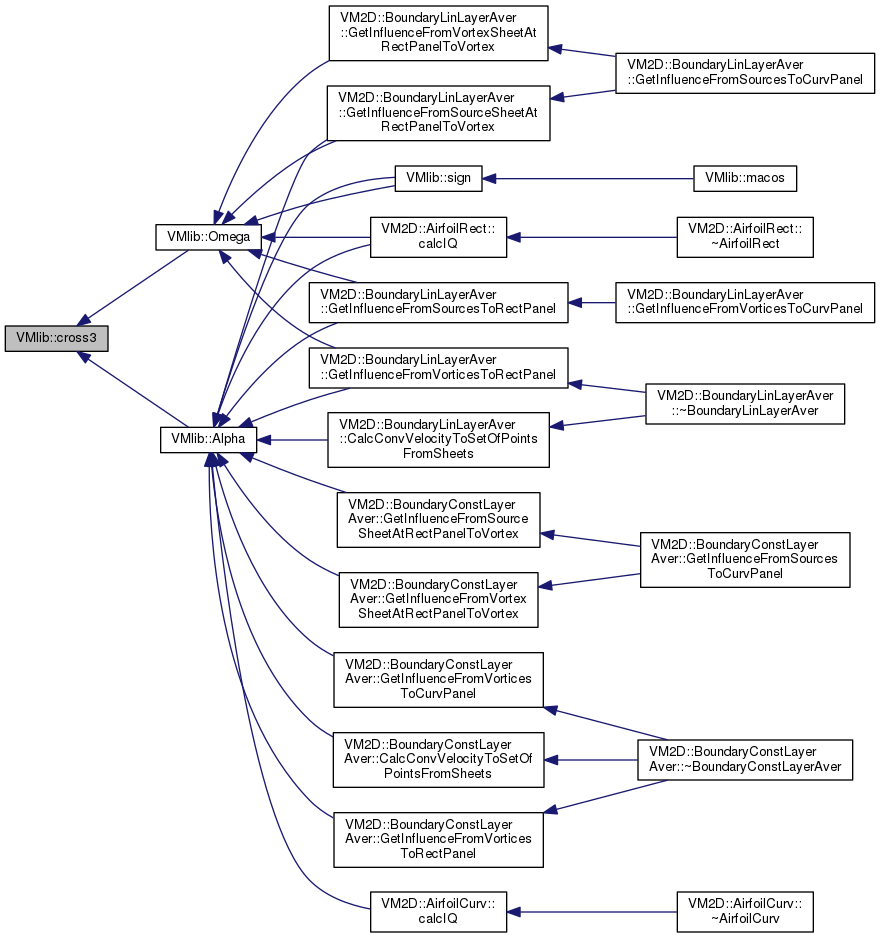 VM2D::BoundaryLinLayerAver
::GetInfluenceFromVortexSheetAt
RectPanelToVortex
VM2D::BoundaryLinLayerAver
::GetInfluenceFromSourcesToCurvPanel
VM2D::BoundaryLinLayerAver
::GetInfluenceFromSourceSheetAt
RectPanelToVortex
VMlib::sign
VMlib::macos
VMlib::Omega
VM2D::AirfoilRect::
calcIQ
VM2D::AirfoilRect::
~AirfoilRect
VM2D::BoundaryLinLayerAver
::GetInfluenceFromSourcesToRectPanel
VM2D::BoundaryLinLayerAver
::GetInfluenceFromVorticesToCurvPanel
VMlib::cross3
VM2D::BoundaryLinLayerAver
::GetInfluenceFromVorticesToRectPanel
VM2D::BoundaryLinLayerAver
::~BoundaryLinLayerAver
VMlib::Alpha
VM2D::BoundaryLinLayerAver
::CalcConvVelocityToSetOfPoints
FromSheets
VM2D::BoundaryConstLayer
Aver::GetInfluenceFromSource
SheetAtRectPanelToVortex
VM2D::BoundaryConstLayer
Aver::GetInfluenceFromSources
ToCurvPanel
VM2D::BoundaryConstLayer
Aver::GetInfluenceFromVortex
SheetAtRectPanelToVortex
VM2D::BoundaryConstLayer
Aver::GetInfluenceFromVortices
ToCurvPanel
VM2D::BoundaryConstLayer
Aver::CalcConvVelocityToSetOf
PointsFromSheets
VM2D::BoundaryConstLayer
Aver::~BoundaryConstLayerAver
VM2D::BoundaryConstLayer
Aver::GetInfluenceFromVortices
ToRectPanel
VM2D::AirfoilCurv::
calcIQ
VM2D::AirfoilCurv::
~AirfoilCurv